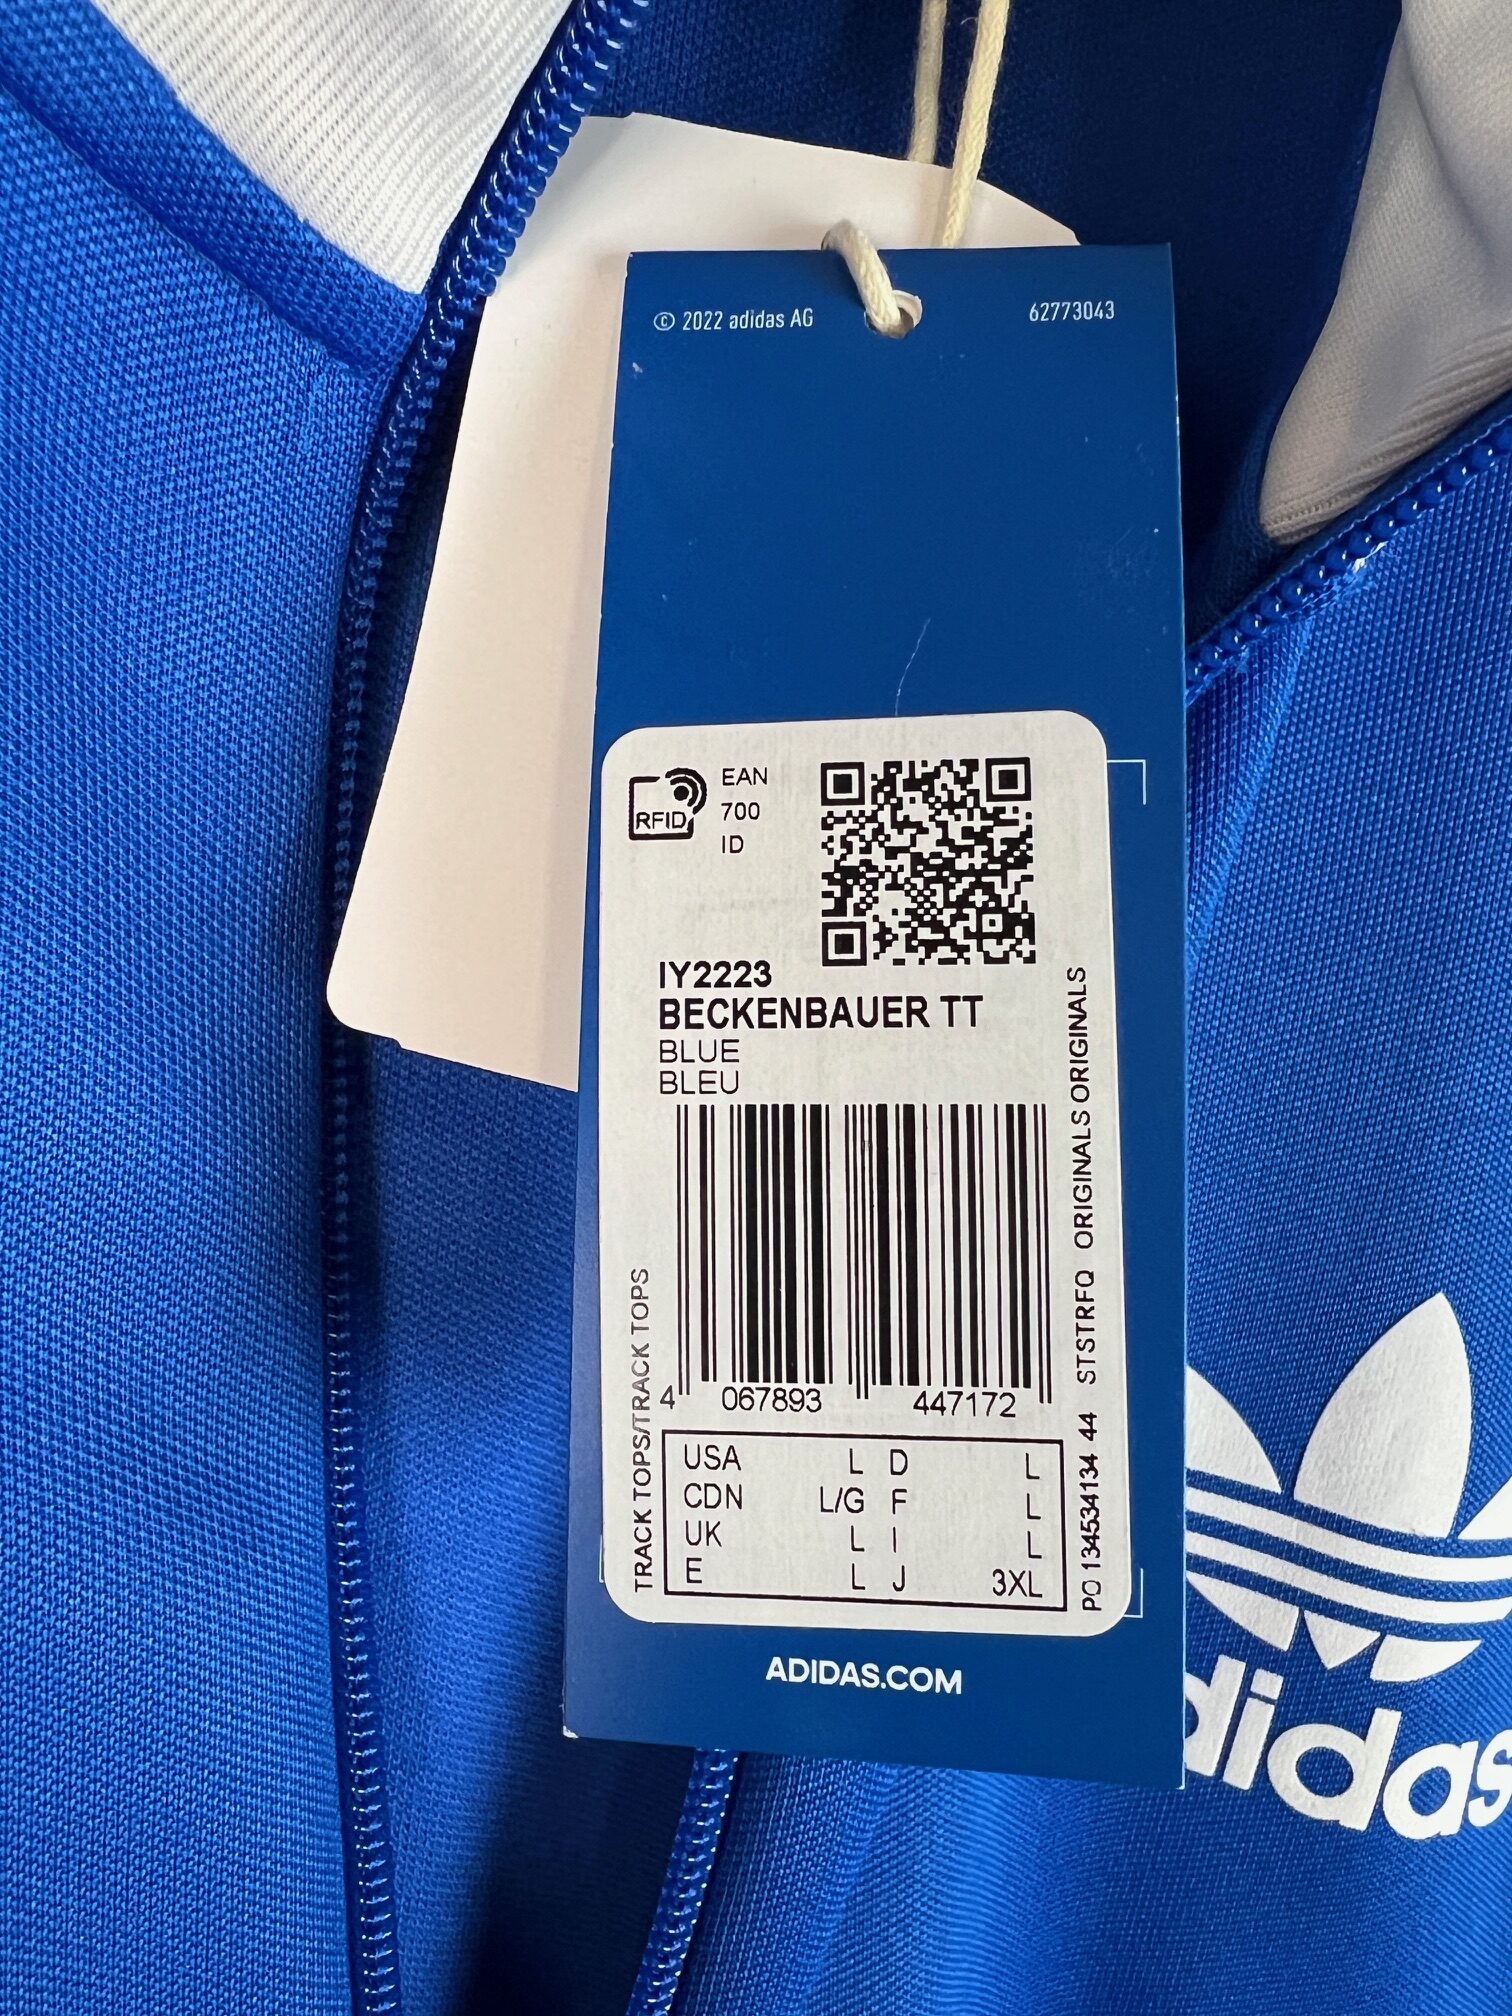 © 2022 adidas AG 62773043
RFID
EAN
700
ID
IY2223
BECKENBAUER TT
BLUE
BLEU
4 067893 447172
TRACK TOPS/TRACK TOPS
PO 134534134 44 STSTRFQ ORIGINALS ORIGINALS
USA L D L
CDN L/G F L
UK L I L
E L J 3XL
ADIDAS.COM
adidas